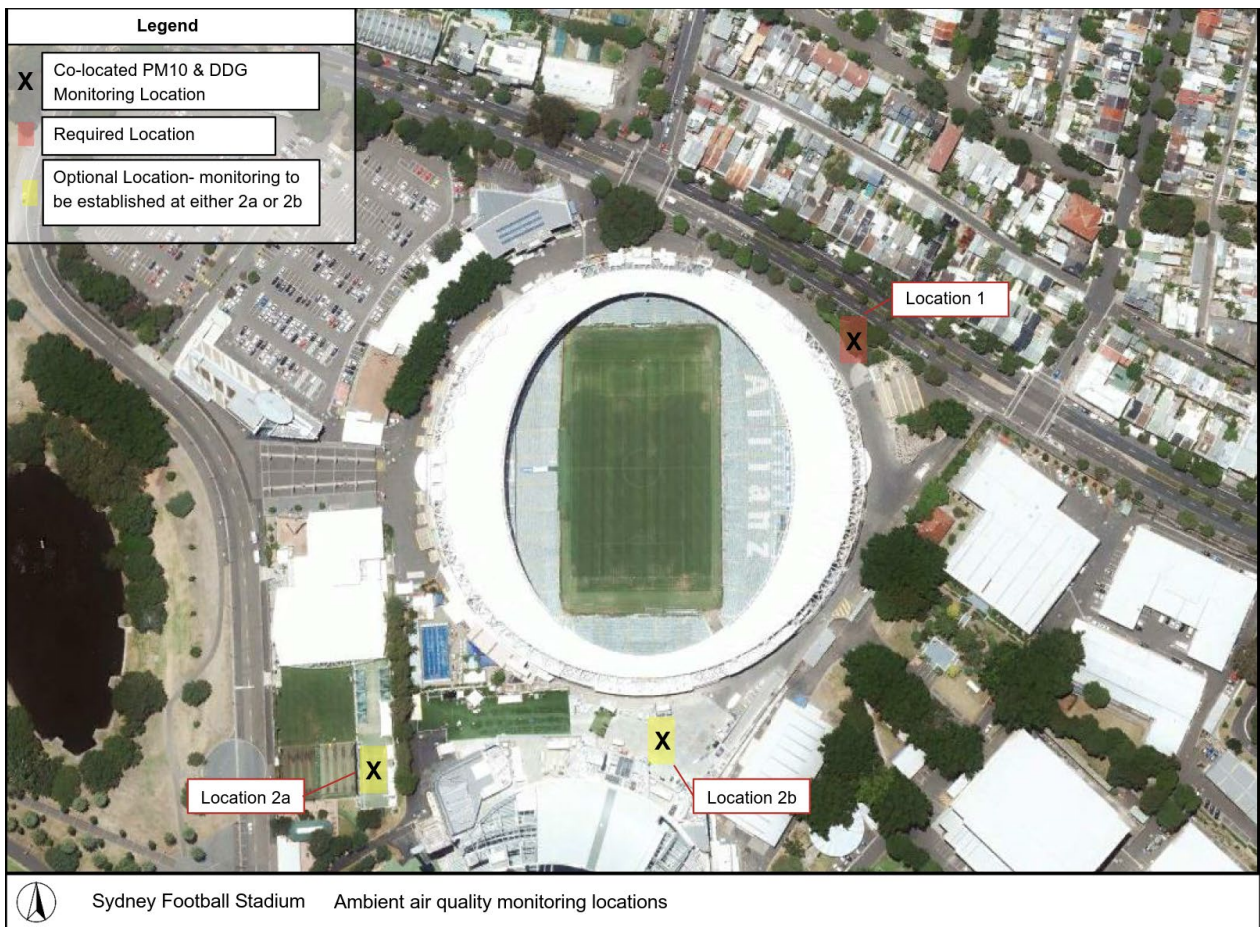 Legend
X
Co-located PM10 & DDG
Monitoring Location
Required Location
Optional Location- monitoring to
be established at either 2a or 2b
Location 1
X
Allianz
X
Location 2a
X
Location 2b
Sydney Football Stadium
Ambient air quality monitoring locations